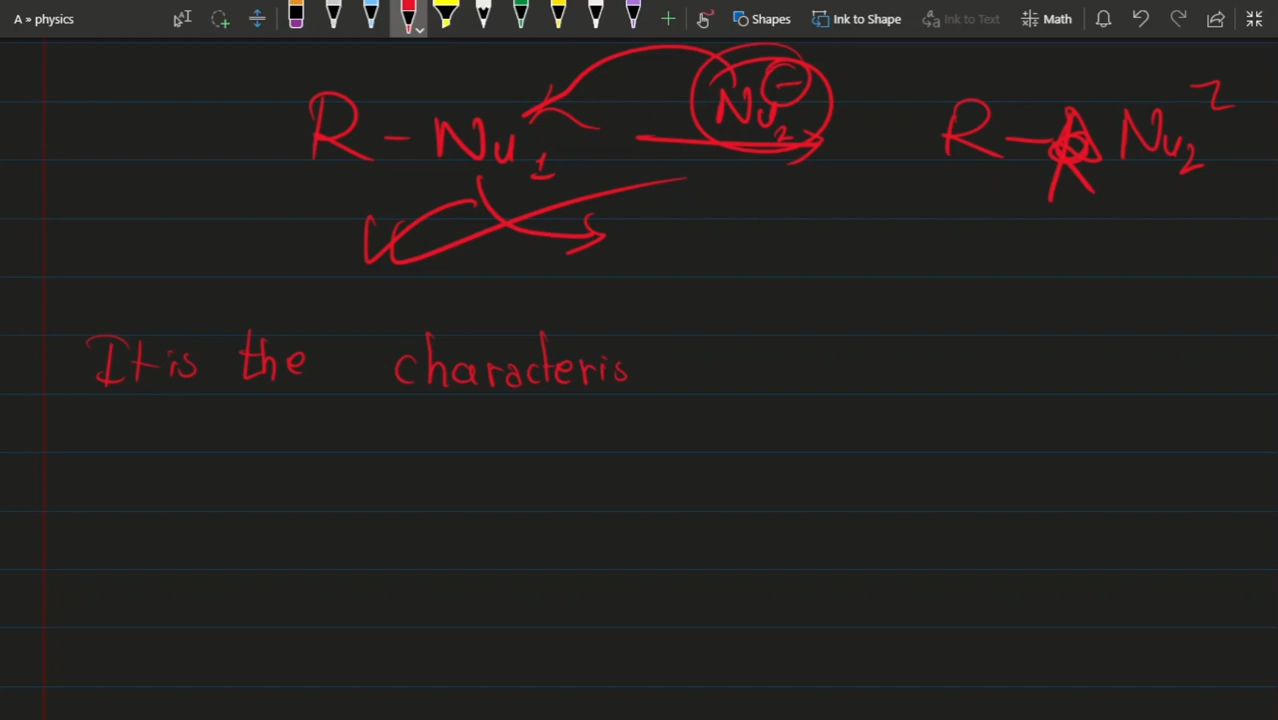 A » physics
Shapes
Ink to Shape
Ink to Text
Math
R - Nu1 Nu2 -
R - Nu2
It is the characteris